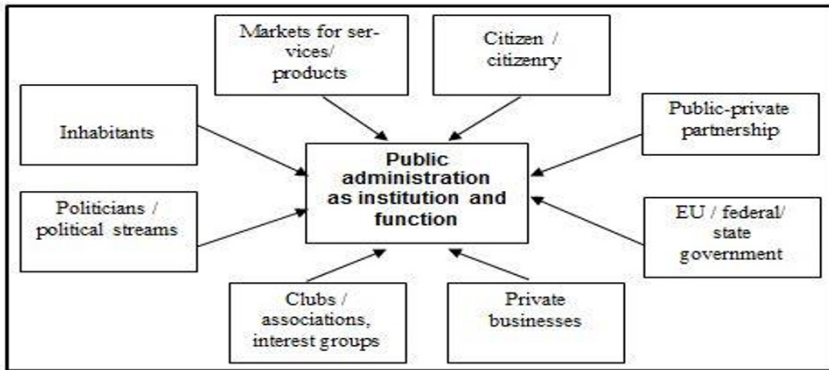 Markets for ser-
vices/
products
Citizen /
citizenry
Inhabitants
Public-private
partnership
Public
administration
as institution and
function
Politicians /
political streams
EU / federal/
state
government
Clubs /
associations,
interest groups
Private
businesses